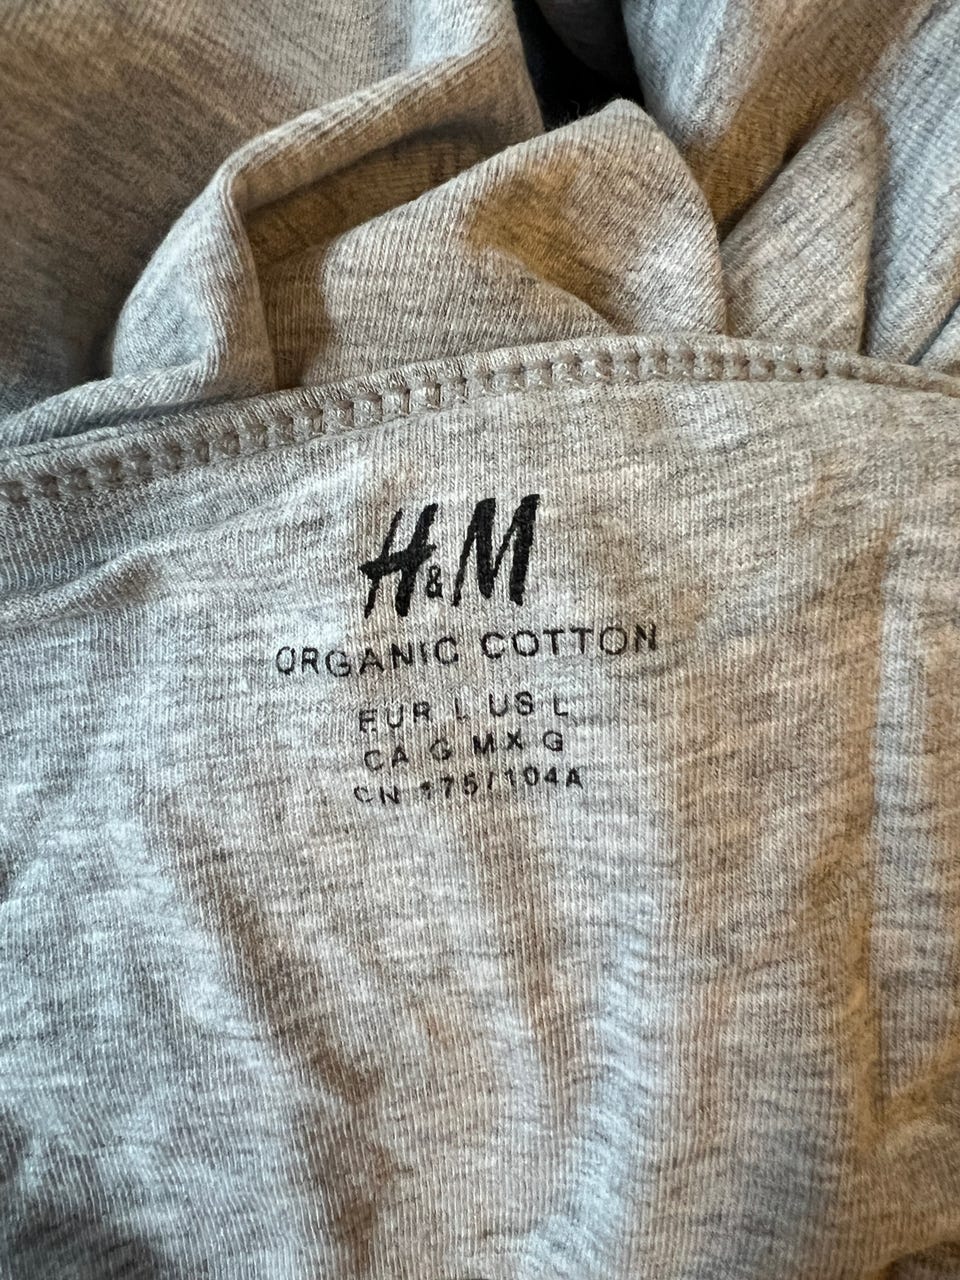 H&M
ORGANIC COTTON
EUR L US L
CA G MX G
CN 175/104A